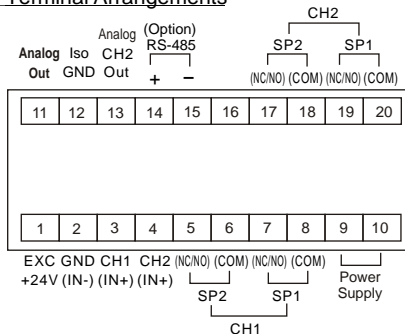 Terminal Arrangements
CH2
Analog (Option)
RS-485
SP2 SP1
Analog Iso CH2
Out GND Out + − (NC/NO) (COM) (NC/NO) (COM)
11 12 13 14 15 16 17 18 19 20
1 2 3 4 5 6 7 8 9 10
EXC GND CH1 CH2 (NC/NO) (COM) (NC/NO) (COM)
+24V (IN-) (IN+) (IN+) Power
SP2 SP1 Supply
CH1